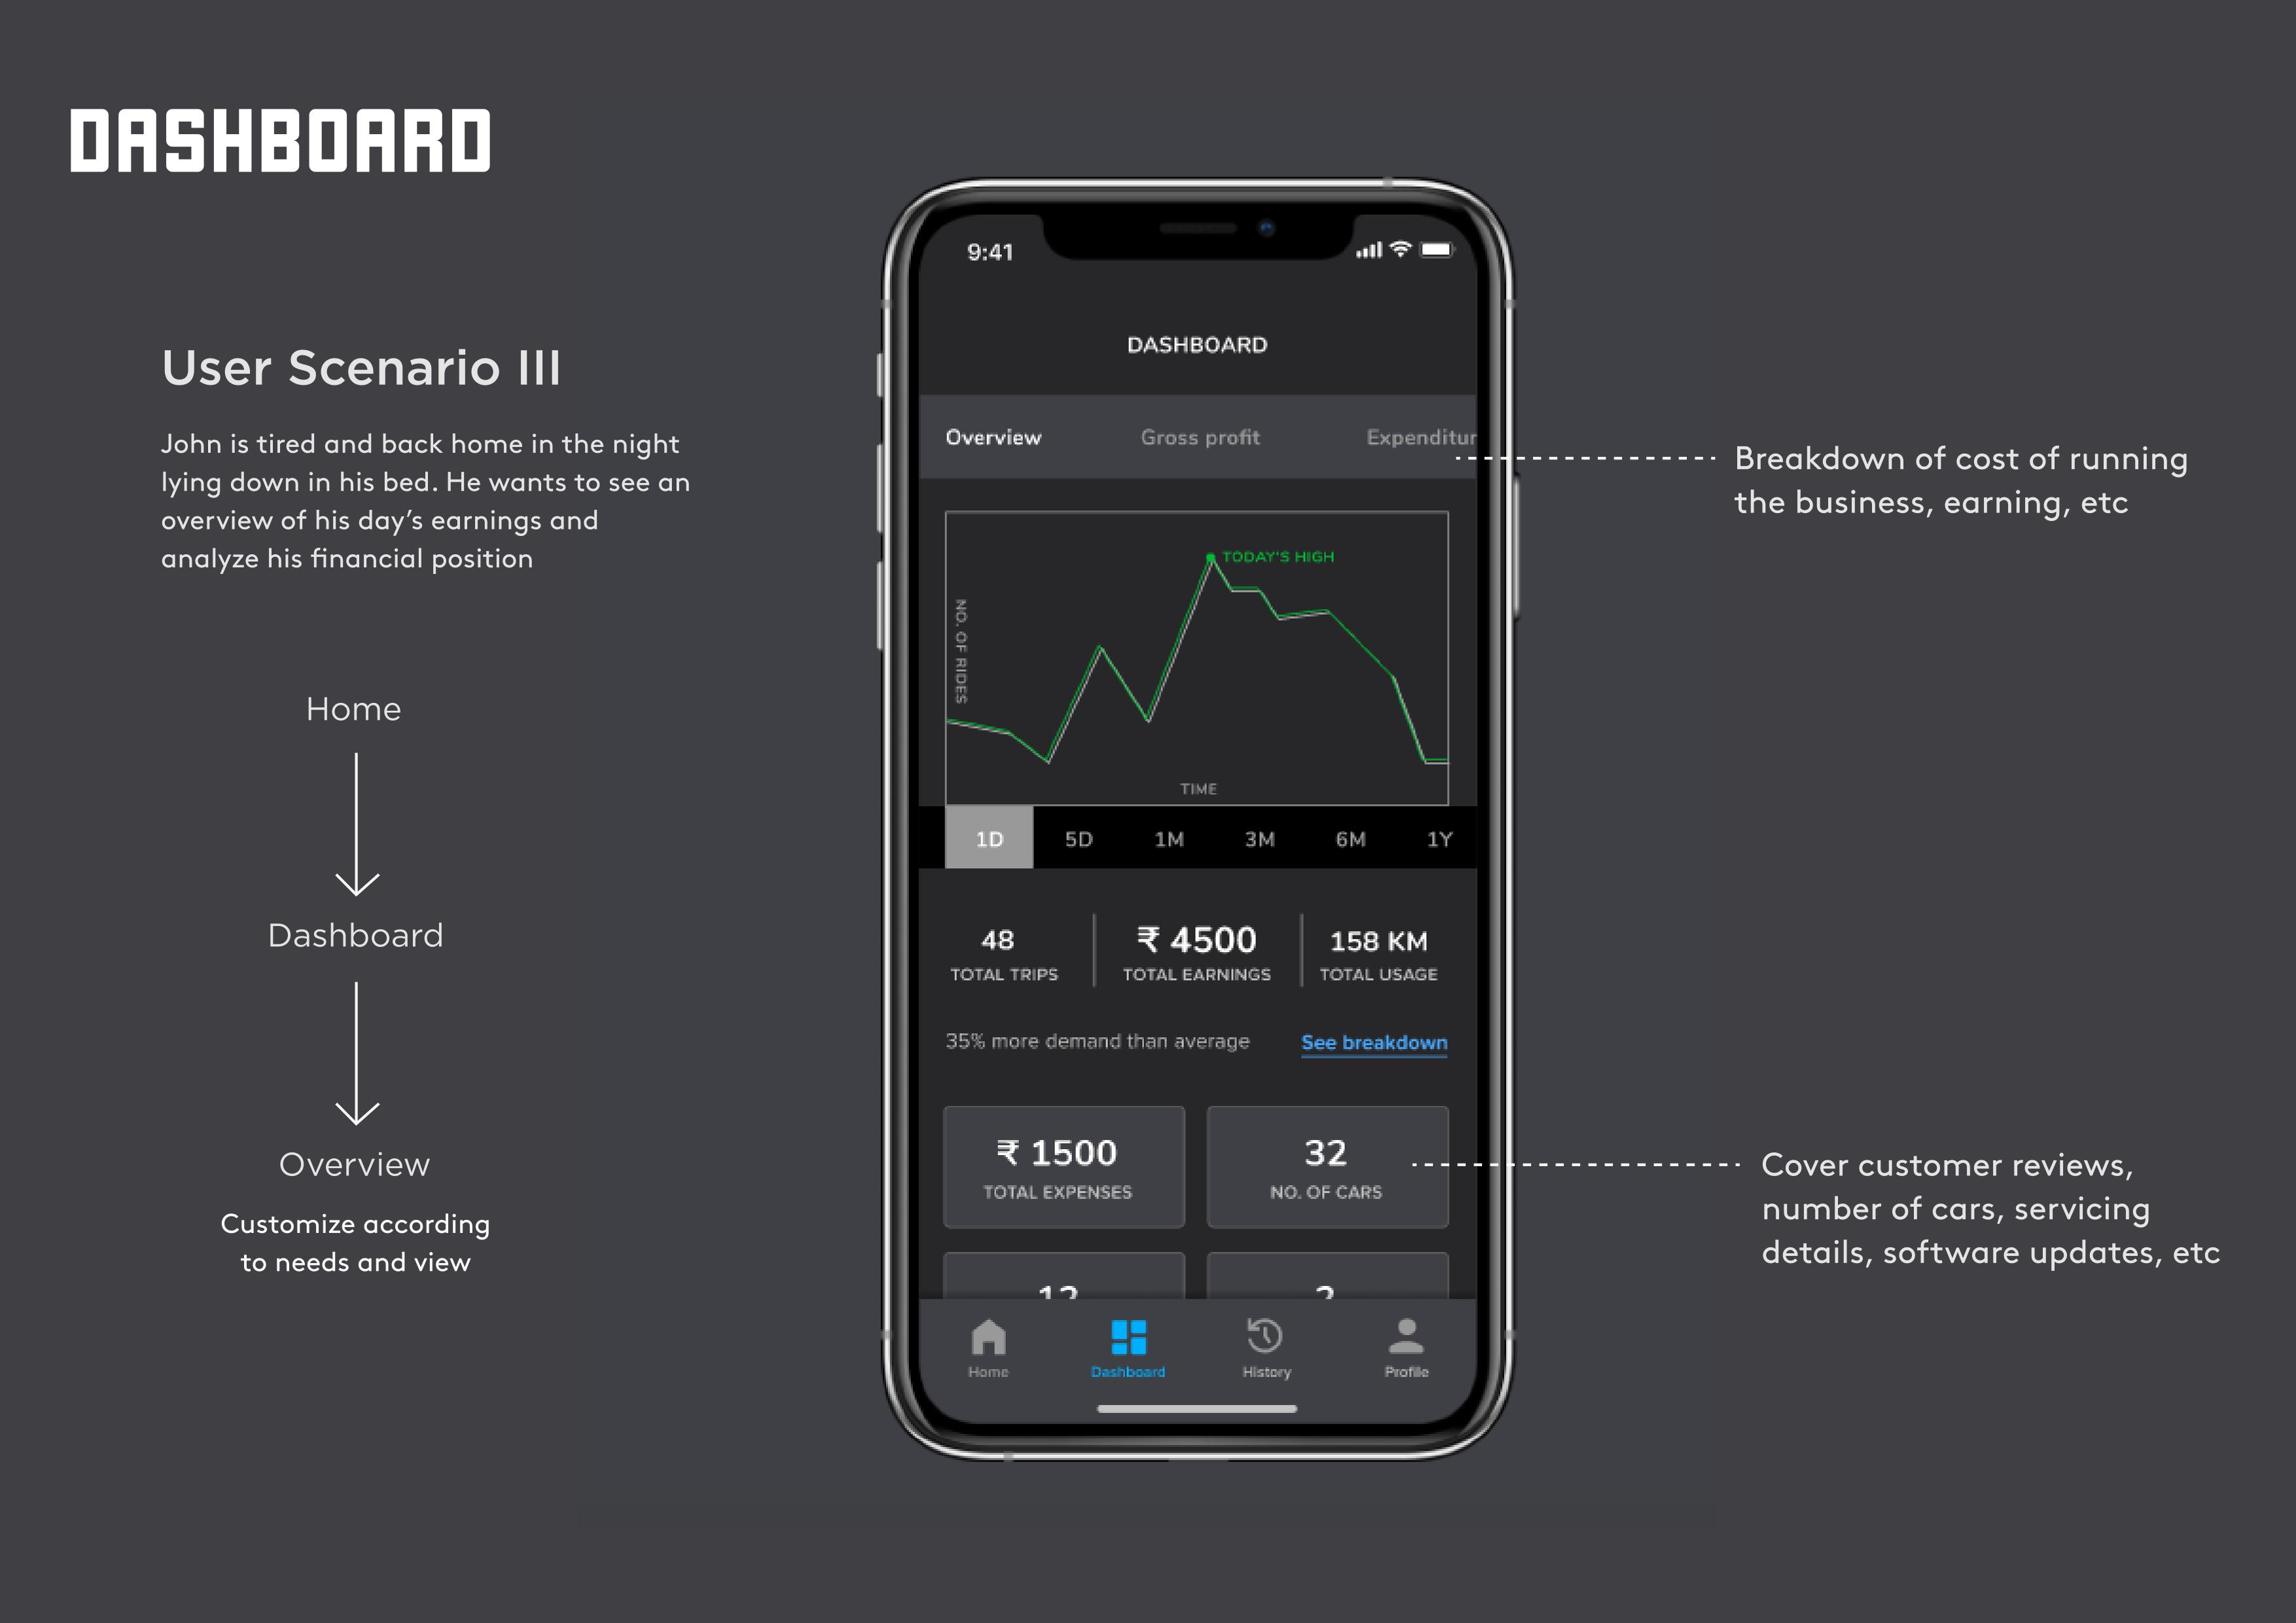 DASHBOARD
User Scenario III
John is tired and back home in the night
lying down in his bed. He wants to see an
overview of his day's earnings and
analyze his financial position
Home
Dashboard
Overview
Customize according
to needs and view
9:41
DASHBOARD
Overview Gross profit Expenditur
TODAY'S HIGH
NO. OF RIDES
TIME
1D 5D 1M 3M 6M 1Y
48 ₹ 4500 158 KM
TOTAL TRIPS TOTAL EARNINGS TOTAL USAGE
35% more demand than average See breakdown
₹ 1500 32
TOTAL EXPENSES NO. OF CARS
12 2
Home Dashboard History Profile
Breakdown of cost of running
the business, earning, etc
Cover customer reviews,
number of cars, servicing
details, software updates, etc